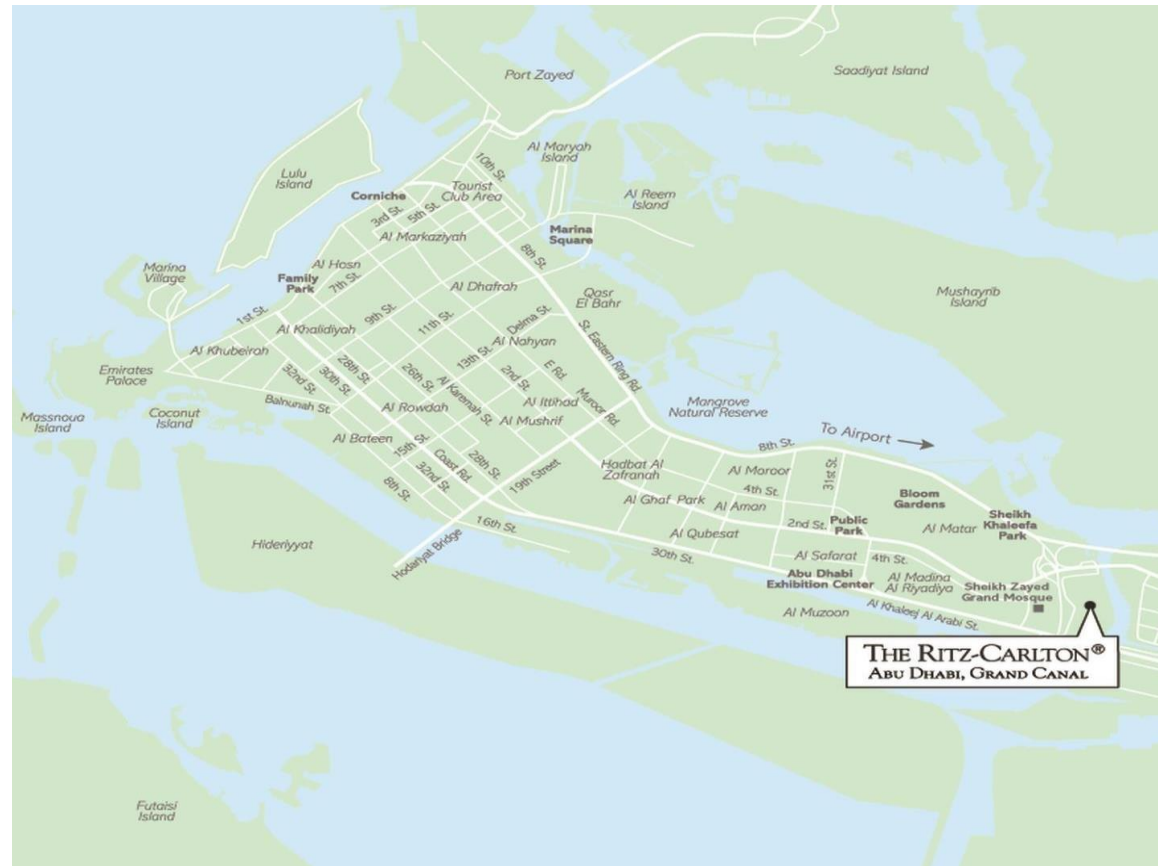 Port Zayed
Saadiyat Island
Al Maryah
Island
10th St.
Lulu
Island
Tourist
Club Area
Corniche
Al Reem
Island
3rd St.
5th St.
Marina
Square
Al Markaziyah
8th St.
Al Hosn
Marina
Village
Family
Park
7th St.
Al Dhafrah
Qasr
El Bahr
Mushayrib
Island
1st St.
9th St.
Delma St.
Al Khalidiyah
11th St.
St. Eastern Ring Rd.
Al Nahyan
Al Khubeirah
13th St.
28th St.
26th St.
2nd St.
E Rd.
Emirates
Palace
32nd St.
30th St.
Al Karemah St.
Muroor Rd.
Mangrove
Natural Reserve
Balnunah St.
Al Rowdah
Al Ittihad
Massnoua
Island
Coconut
Island
Al Mushrif
To Airport
Al Bateen
15th St.
8th St.
Coast Rd.
28th St.
19th Street
Hadbat Al
Zafranah
Al Moroor
31st St.
32nd St.
8th St.
4th St.
Bloom
Gardens
Al Ghaf Park
Al Aman
Sheikh
Khaleefa
Park
16th St.
2nd St.
Public
Park
Al Matar
Al Qubesat
Hideriyyat
Hodariyat Bridge
30th St.
Al Safarat
4th St.
Abu Dhabi
Exhibition Center
Al Madina
Al Riyadiya
Sheikh Zayed
Grand Mosque
Al Muzoon
Al Khaleej Al Arabi St.
THE RITZ-CARLTON®
ABU DHABI, GRAND CANAL
Futaisi
Island